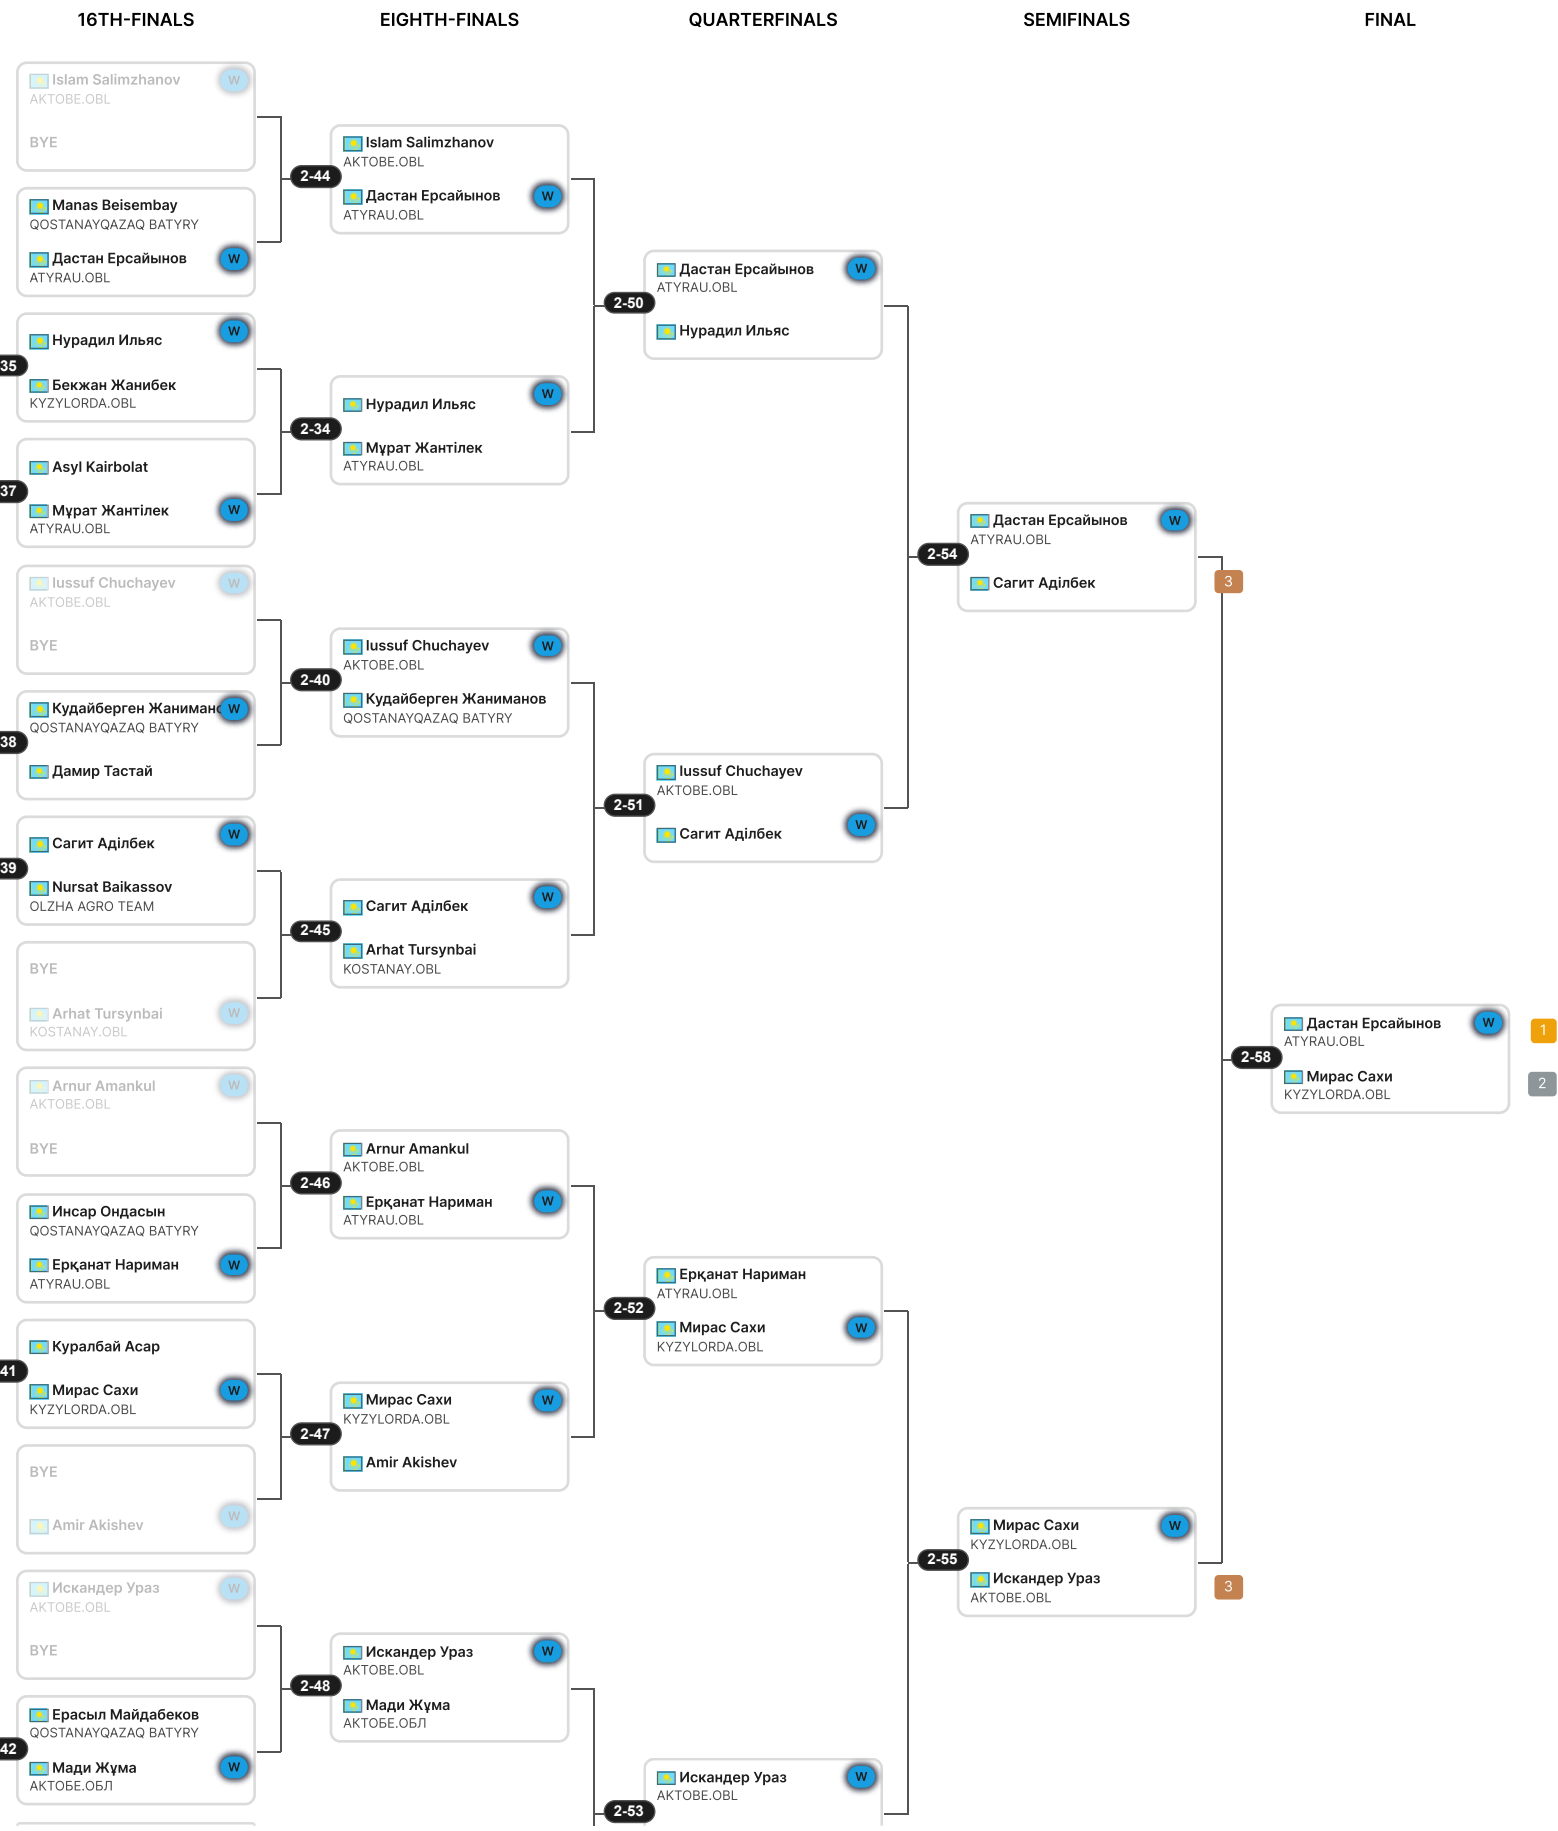 16TH-FINALS
EIGHTH-FINALS
QUARTERFINALS
SEMIFINALS
FINAL
Islam Salimzhanov
W
AKTOBE.OBL
BYE
Manas Beisembay
QOSTANAYQAZAQ BATYRY
Дастан Ерсайынов
W
ATYRAU.OBL
35
Нурадил Ильяс
W
Бекжан Жанибек
KYZYLORDA.OBL
37
Asyl Kairbolat
Мұрат Жантілек
W
ATYRAU.OBL
Iussuf Chuchayev
W
AKTOBE.OBL
BYE
38
Кудайберген Жаниманс
W
QOSTANAYQAZAQ BATYRY
Дамир Тастай
39
Сагит Аділбек
W
Nursat Baikassov
OLZHA AGRO TEAM
BYE
Arhat Tursynbai
W
KOSTANAY.OBL
Arnur Amankul
W
AKTOBE.OBL
BYE
Инсар Ондасын
QOSTANAYQAZAQ BATYRY
Ерқанат Нариман
W
ATYRAU.OBL
41
Куралбай Асар
Мирас Сахи
W
KYZYLORDA.OBL
BYE
Amir Akishev
W
Искандер Ураз
W
AKTOBE.OBL
BYE
42
Ерасыл Майдабеков
QOSTANAYQAZAQ BATYRY
Мади Жұма
W
АКТОБЕ.ОБЛ
2-44
Islam Salimzhanov
AKTOBE.OBL
Дастан Ерсайынов
W
ATYRAU.OBL
2-34
Нурадил Ильяс
W
Мұрат Жантілек
ATYRAU.OBL
2-40
Iussuf Chuchayev
W
AKTOBE.OBL
Кудайберген Жаниманов
QOSTANAYQAZAQ BATYRY
2-45
Сагит Аділбек
W
Arhat Tursynbai
KOSTANAY.OBL
2-46
Arnur Amankul
AKTOBE.OBL
Ерқанат Нариман
W
ATYRAU.OBL
2-47
Мирас Сахи
W
KYZYLORDA.OBL
Amir Akishev
2-48
Искандер Ураз
W
AKTOBE.OBL
Мади Жұма
АКТОБЕ.ОБЛ
2-50
Дастан Ерсайынов
W
ATYRAU.OBL
Нурадил Ильяс
2-51
Iussuf Chuchayev
AKTOBE.OBL
Сагит Аділбек
W
2-52
Ерқанат Нариман
ATYRAU.OBL
Мирас Сахи
W
KYZYLORDA.OBL
2-53
Искандер Ураз
W
AKTOBE.OBL
2-54
Дастан Ерсайынов
W
ATYRAU.OBL
Сагит Аділбек
3
2-55
Мирас Сахи
W
KYZYLORDA.OBL
Искандер Ураз
AKTOBE.OBL
3
2-58
Дастан Ерсайынов
W
ATYRAU.OBL
1
Мирас Сахи
KYZYLORDA.OBL
2